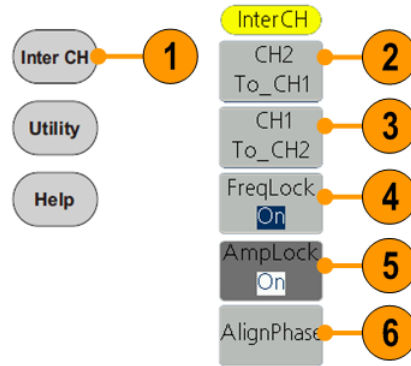 InterCH
Inter CH
1
CH2
To_CH1
2
CH1
To_CH2
3
Utility
Help
FreqLock
On
4
AmpLock
On
5
AlignPhase
6